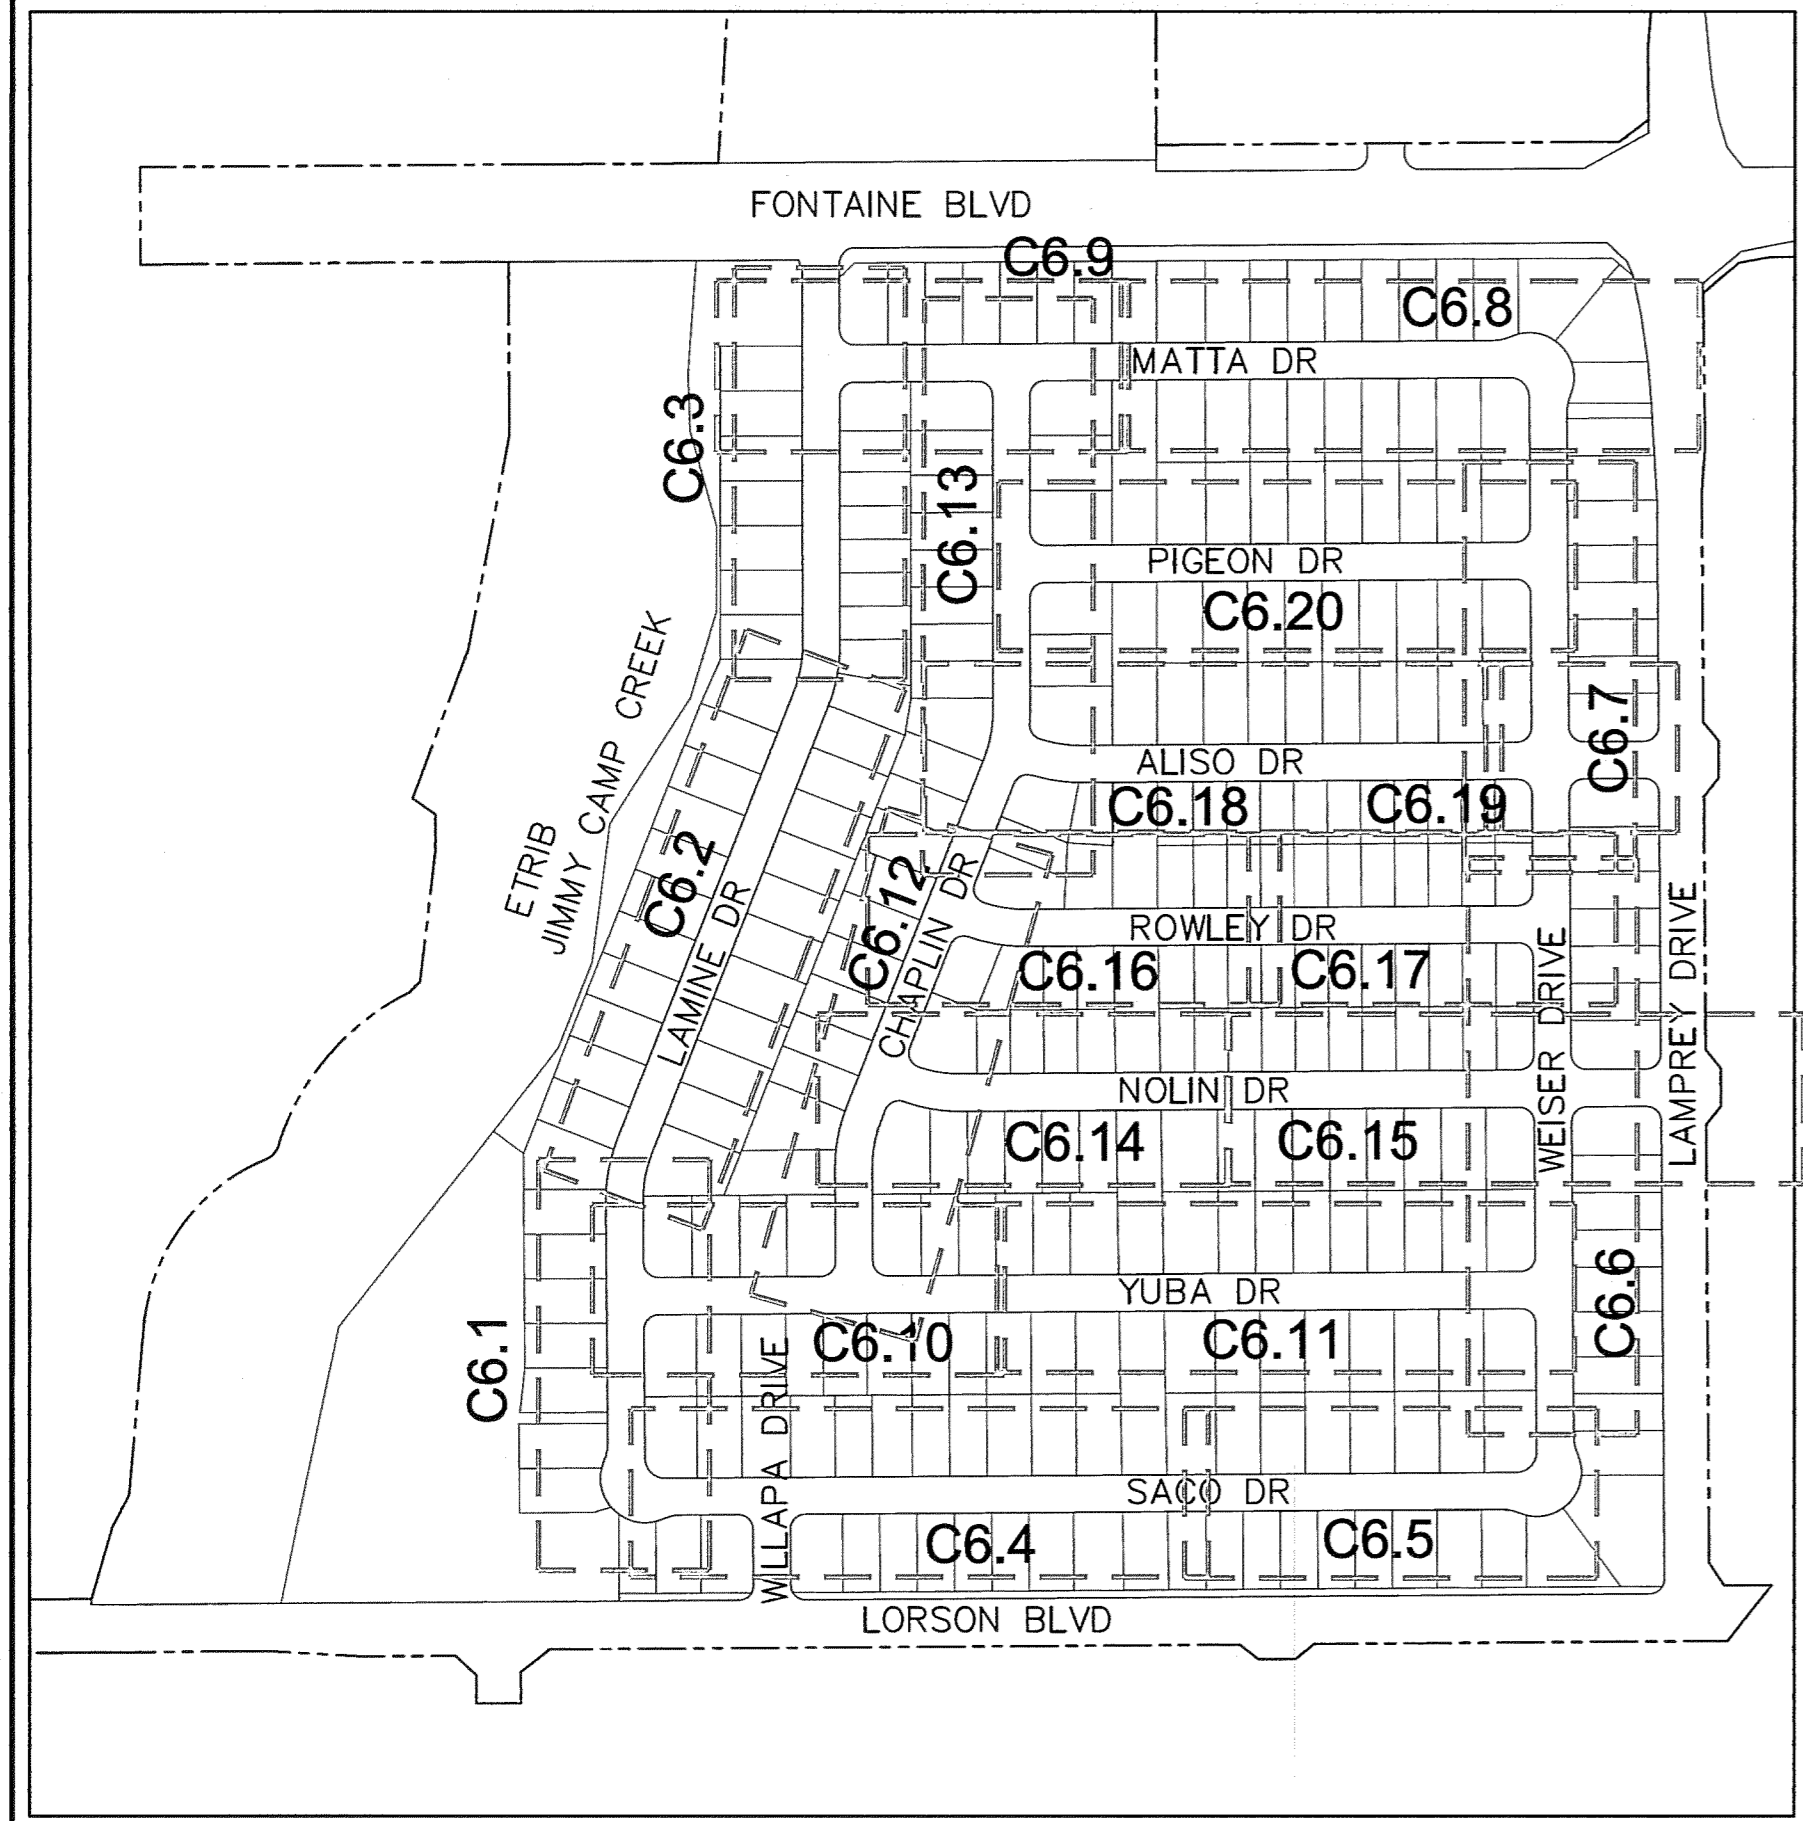 FONTAINE BLVD
C6.9
C6.8
MATTA DR
C6.3
C6.13
PIGEON DR
C6.20
ETRIB
JIMMY CAMP CREEK
C6.7
ALISO DR
C6.18
C6.19
C6.2
LAMINE DR
C6.12
CHAPLIN DR
ROWLEY DR
C6.16
C6.17
WEISER DRIVE
LAMPREY DRIVE
NOLIN DR
C6.14
C6.15
YUBA DR
C6.6
C6.1
C6.10
C6.11
WILLAPA DRIVE
SACO DR
C6.4
C6.5
LORSON BLVD